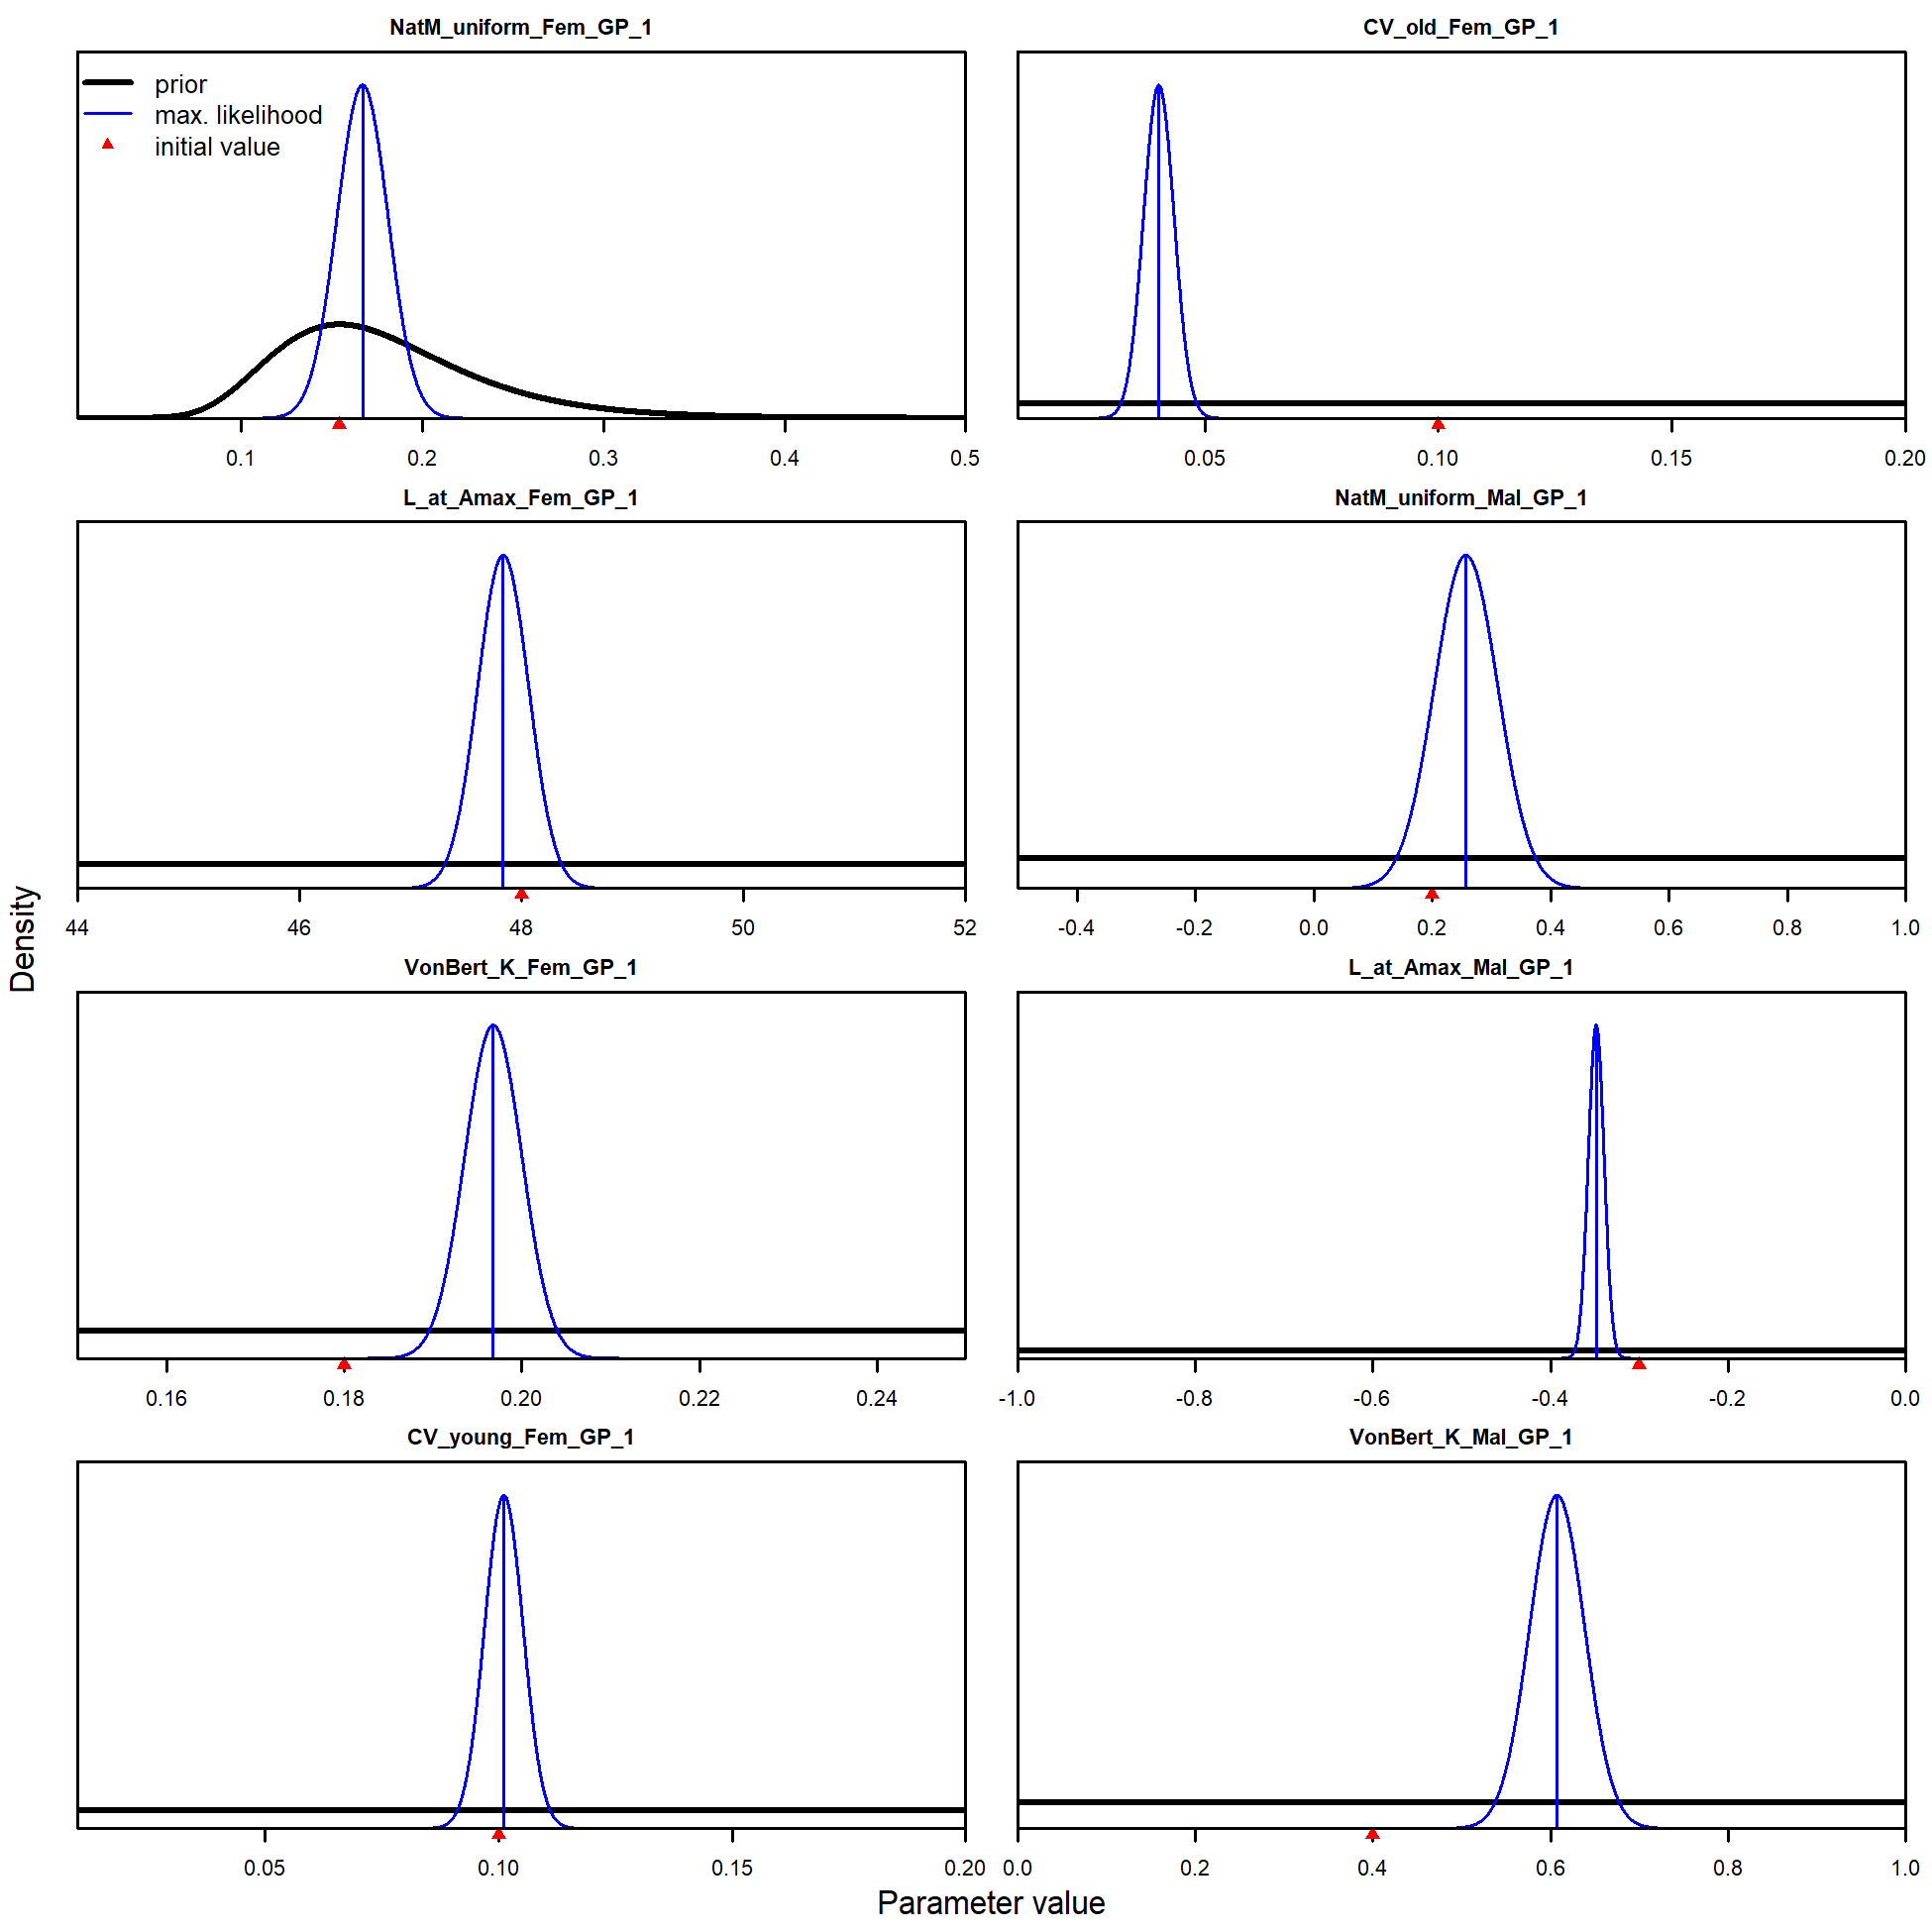 NatM_uniform_Fem_GP_1
prior
max. likelihood
initial value
0.1 0.2 0.3 0.4 0.5
CV_old_Fem_GP_1
0.05 0.10 0.15 0.20
L_at_Amax_Fem_GP_1
44 46 48 50 52
NatM_uniform_Mal_GP_1
-0.4 -0.2 0.0 0.2 0.4 0.6 0.8 1.0
VonBert_K_Fem_GP_1
0.16 0.18 0.20 0.22 0.24
L_at_Amax_Mal_GP_1
-1.0 -0.8 -0.6 -0.4 -0.2 0.0
CV_young_Fem_GP_1
0.05 0.10 0.15 0.20
VonBert_K_Mal_GP_1
0.0 0.2 0.4 0.6 0.8 1.0
Density
Parameter value